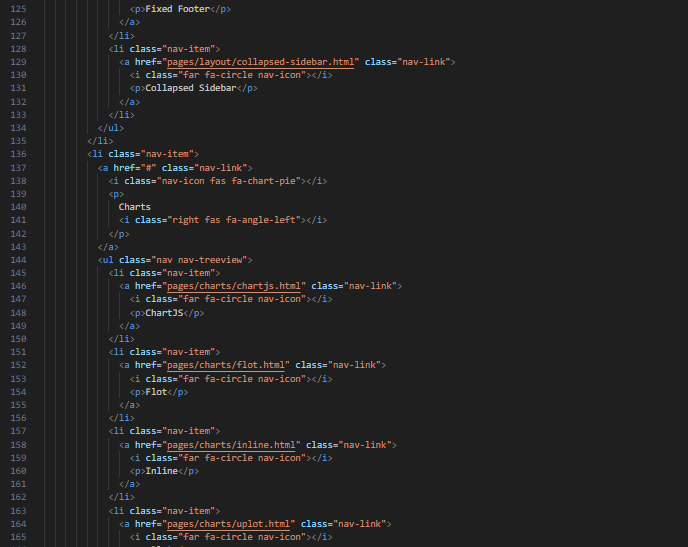 125 <p>Fixed Footer</p>
126 </a>
127 </li>
128 <li class="nav-item">
129 <a href="pages/layout/collapsed-sidebar.html" class="nav-link">
130 <i class="far fa-circle nav-icon"></i>
131 <p>Collapsed Sidebar</p>
132 </a>
133 </li>
134 </ul>
135 </li>
136 <li class="nav-item">
137 <a href="#" class="nav-link">
138 <i class="nav-icon fas fa-chart-pie"></i>
139 <p>
140 Charts
141 <i class="right fas fa-angle-left"></i>
142 </p>
143 </a>
144 <ul class="nav nav-treeview">
145 <li class="nav-item">
146 <a href="pages/charts/chartjs.html" class="nav-link">
147 <i class="far fa-circle nav-icon"></i>
148 <p>ChartJS</p>
149 </a>
150 </li>
151 <li class="nav-item">
152 <a href="pages/charts/flot.html" class="nav-link">
153 <i class="far fa-circle nav-icon"></i>
154 <p>Flot</p>
155 </a>
156 </li>
157 <li class="nav-item">
158 <a href="pages/charts/inline.html" class="nav-link">
159 <i class="far fa-circle nav-icon"></i>
160 <p>Inline</p>
161 </a>
162 </li>
163 <li class="nav-item">
164 <a href="pages/charts/uplot.html" class="nav-link">
165 <i class="far fa-circle nav-icon"></i>